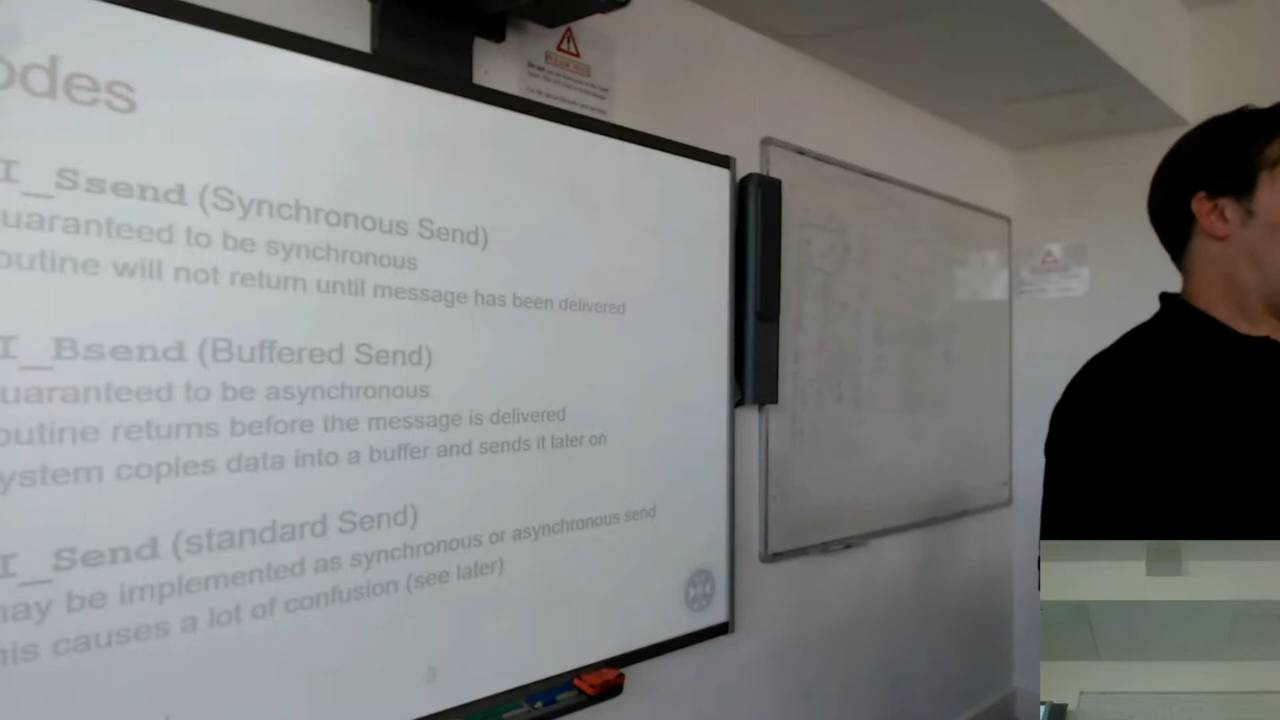 odes
I_Ssend (Synchronous Send)
uaranteed to be synchronous
outine will not return until message has been delivered
I_Bsend (Buffered Send)
uaranteed to be asynchronous
outine returns before the message is delivered
ystem copies data into a buffer and sends it later on
I_Send (standard Send)
nay be implemented as synchronous or asynchronous send
his causes a lot of confusion (see later)
3
PLEASE NOTE